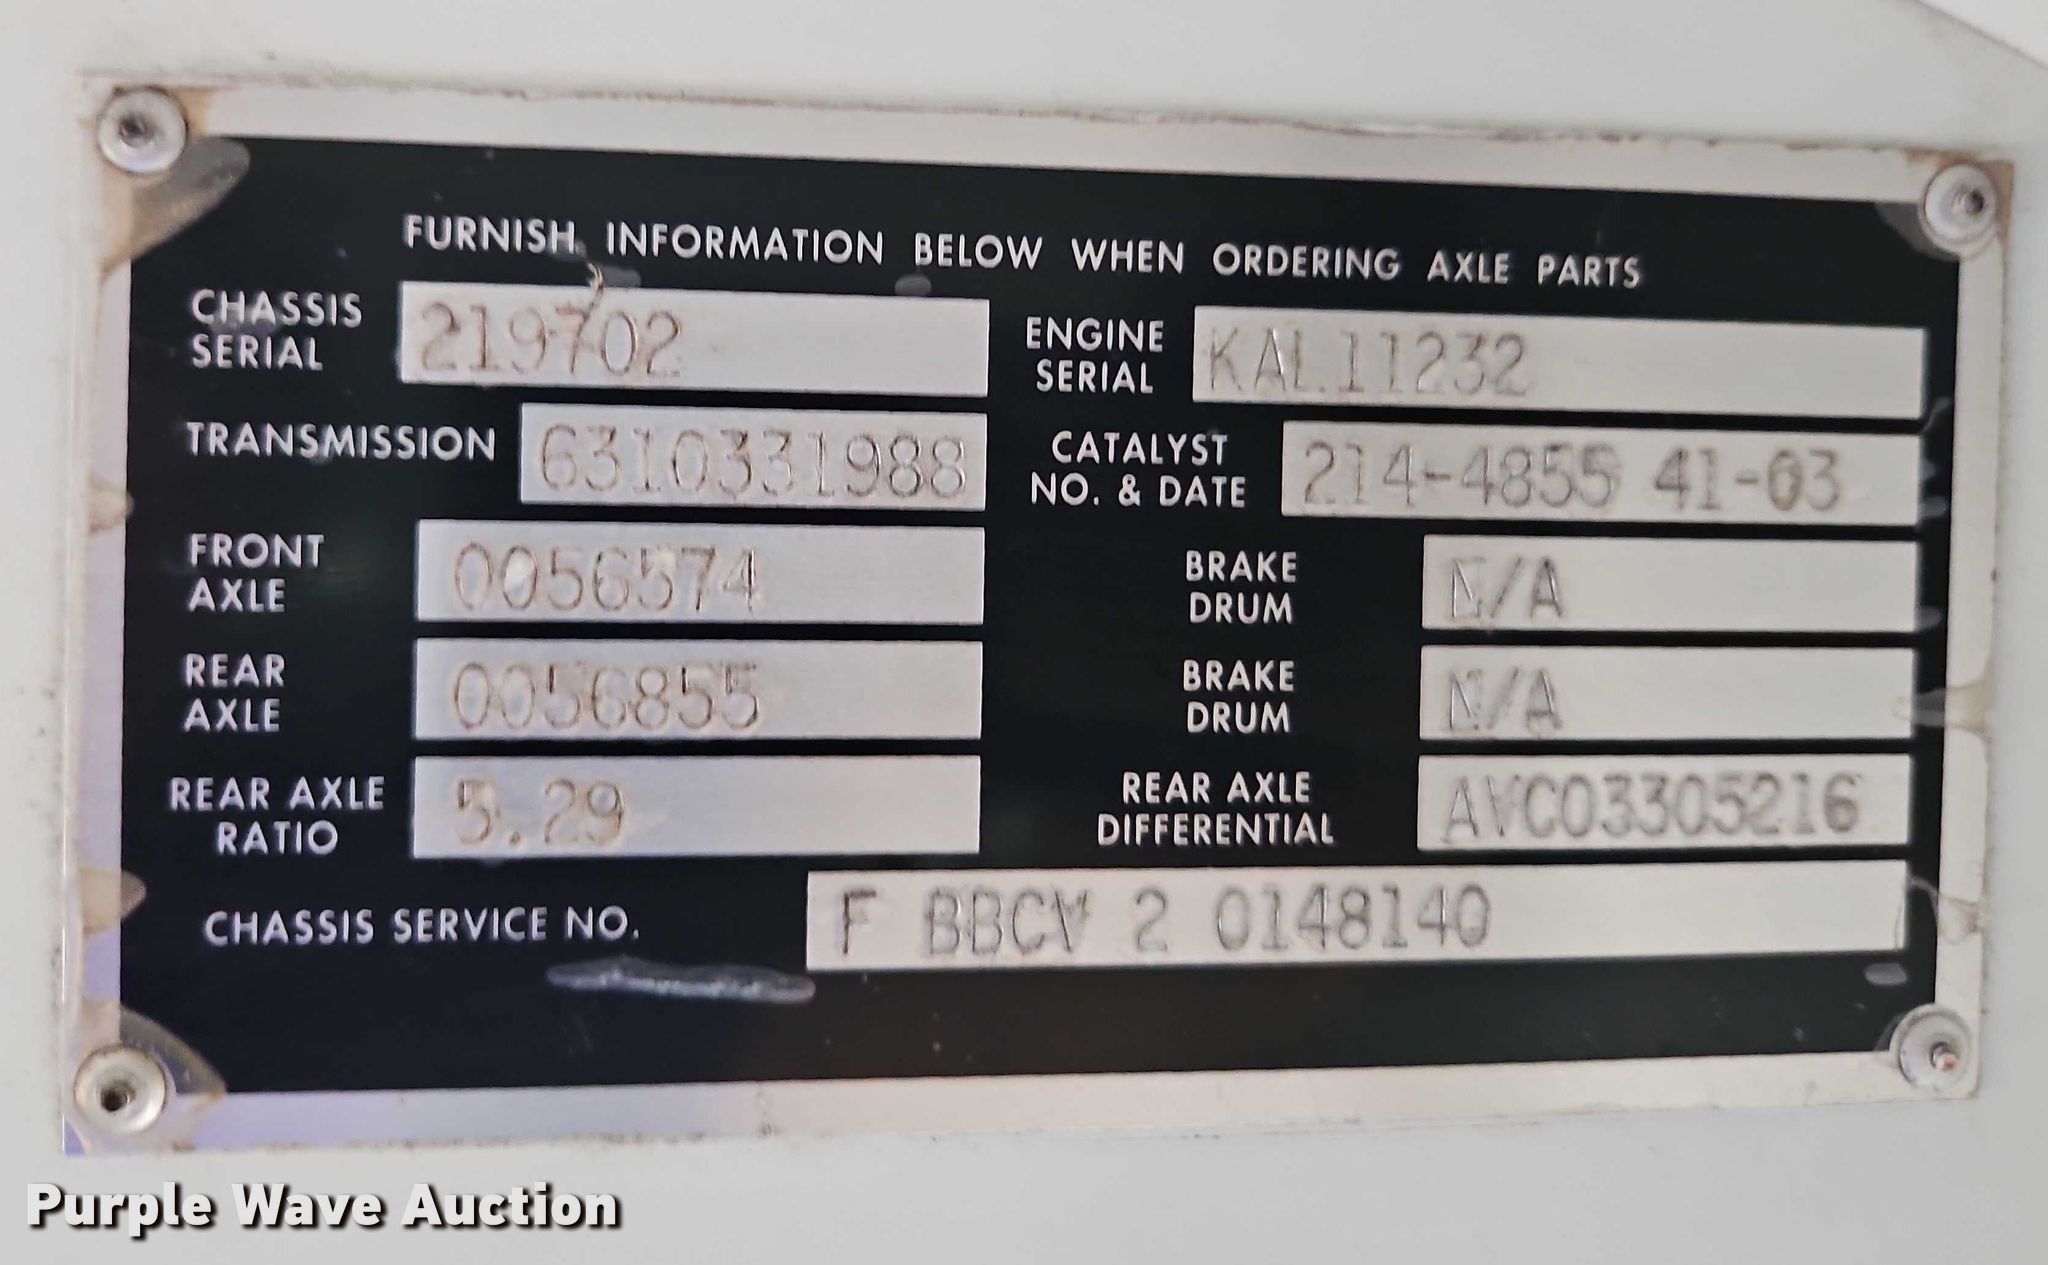 FURNISH INFORMATION BELOW WHEN ORDERING AXLE PARTS
CHASSIS SERIAL 219702
ENGINE SERIAL KAL11232
TRANSMISSION 6310331988
CATALYST NO. & DATE 214-4855 41-03
FRONT AXLE 0056574
BRAKE DRUM N/A
REAR AXLE 0056855
BRAKE DRUM N/A
REAR AXLE RATIO 5.29
REAR AXLE DIFFERENTIAL AVC03305216
CHASSIS SERVICE NO. F BBCV 2 0148140
Purple Wave Auction